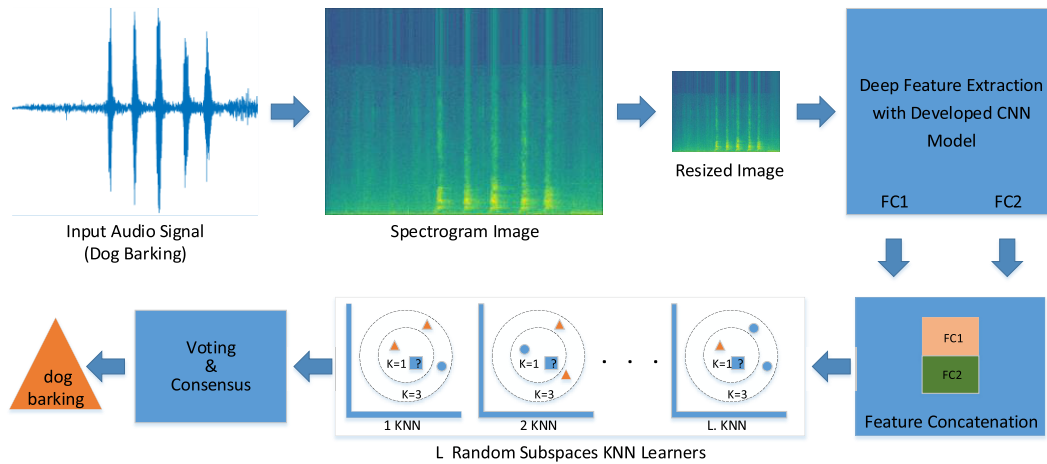 Input Audio Signal
(Dog Barking)
Spectrogram Image
Resized Image
Deep Feature Extraction
with Developed CNN
Model
FC1 FC2
dog
barking
Voting
&
Consensus
K=1 ?
K=3
1 KNN
K=1 ?
K=3
2 KNN
. . .
K=1 ?
K=3
L. KNN
L Random Subspaces KNN Learners
FC1
FC2
Feature Concatenation